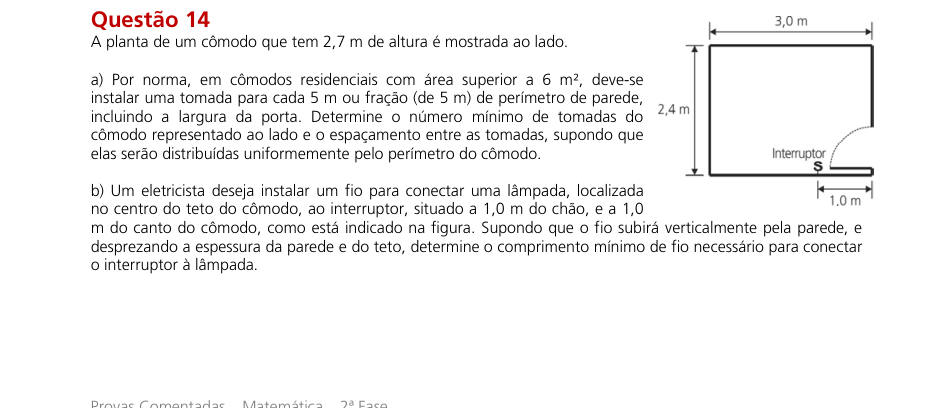 Questão 14
A planta de um cômodo que tem 2,7 m de altura é mostrada ao lado.
a) Por norma, em cômodos residenciais com área superior a 6 m², deve-se
instalar uma tomada para cada 5 m ou fração (de 5 m) de perímetro de parede,
incluindo a largura da porta. Determine o número mínimo de tomadas do
cômodo representado ao lado e o espaçamento entre as tomadas, supondo que
elas serão distribuídas uniformemente pelo perímetro do cômodo.
3,0 m
2,4 m
Interruptor
S
1,0 m
b) Um eletricista deseja instalar um fio para conectar uma lâmpada, localizada
no centro do teto do cômodo, ao interruptor, situado a 1,0 m do chão, e a 1,0
m do canto do cômodo, como está indicado na figura. Supondo que o fio subirá verticalmente pela parede, e
desprezando a espessura da parede e do teto, determine o comprimento mínimo de fio necessário para conectar
o interruptor à lâmpada.
Provas Comentadas Matemática 2ª Fase